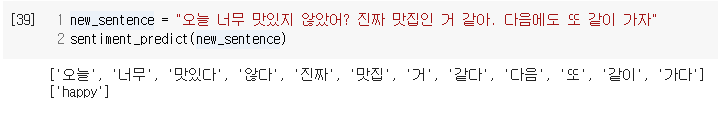 [39] 1 new_sentence = "오늘 너무 맛있지 않았어? 진짜 맛집인 거 같아. 다음에도 또 같이 가자"
2 sentiment_predict(new_sentence)
['오늘', '너무', '맛있다', '않다', '진짜', '맛집', '거', '같다', '다음', '또', '같이', '가다']
['happy']